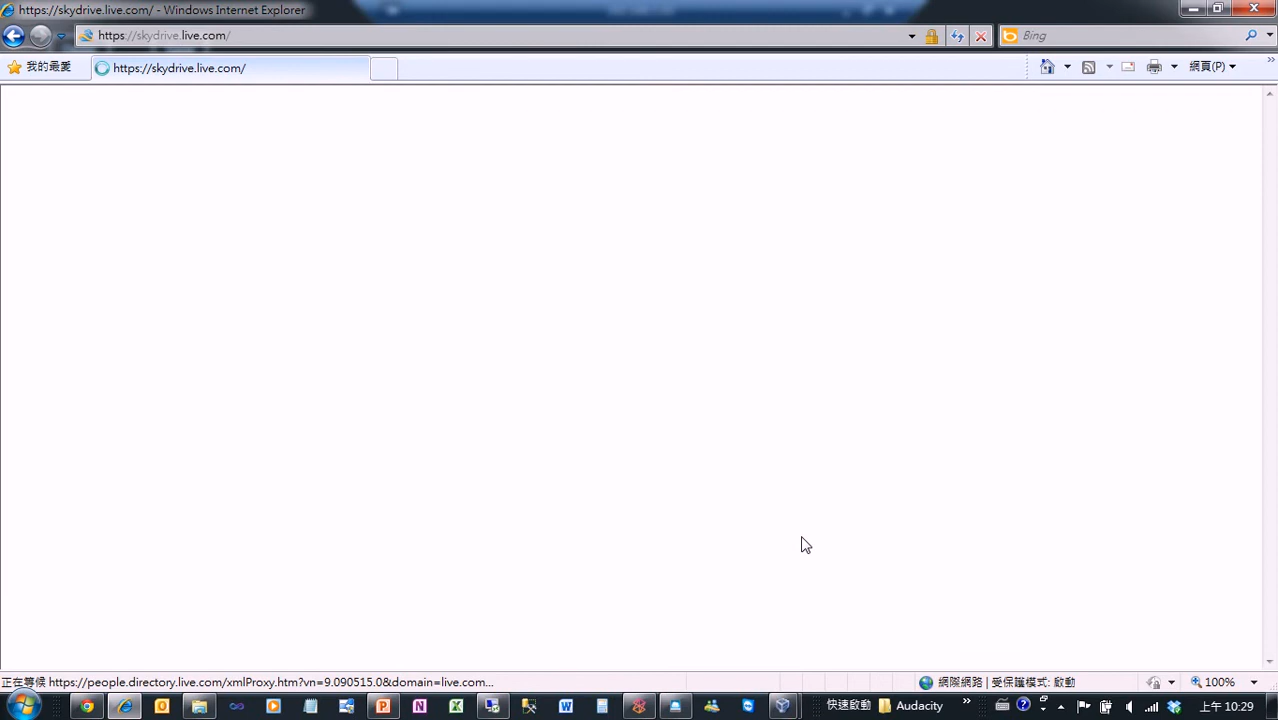 https://skydrive.live.com/ - Windows Internet Explorer
https://skydrive.live.com/
Bing
我的最愛
https://skydrive.live.com/
網頁(P)
正在等候 https://people.directory.live.com/xmlProxy.htm?vn=9.090515.0&domain=live.com...
網際網路 | 受保護模式: 啟動
100%
快速啟動
Audacity
上午 10:29